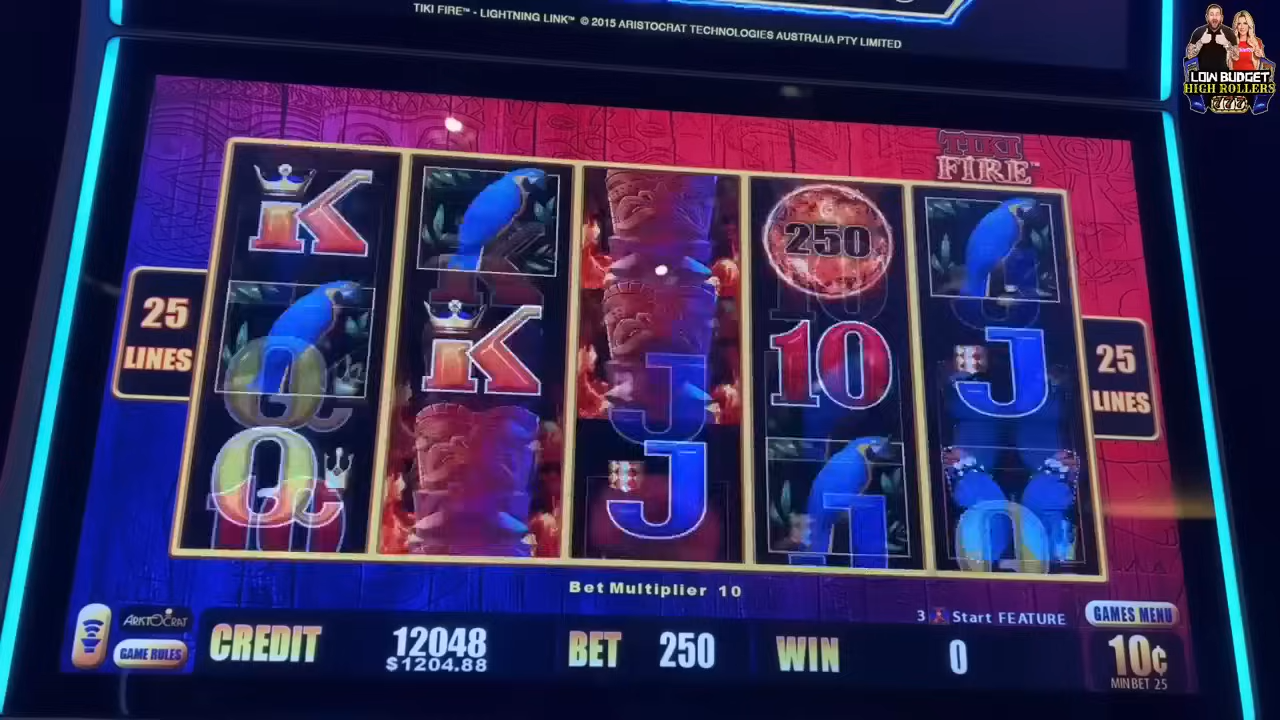 TIKI FIRE™ - LIGHTNING LINK™ © 2015 ARISTOCRAT TECHNOLOGIES AUSTRALIA PTY LIMITED
LOW BUDGET
HIGH ROLLERS
777
TIKI
FIRE™
K
K
250
10
J
Q
J
25
LINES
25
LINES
Bet Multiplier 10
3 Start FEATURE
GAMES MENU
ARISTOCRAT
GAME RULES
CREDIT
12048
$1204.88
BET
250
WIN
0
10¢
MIN BET 25